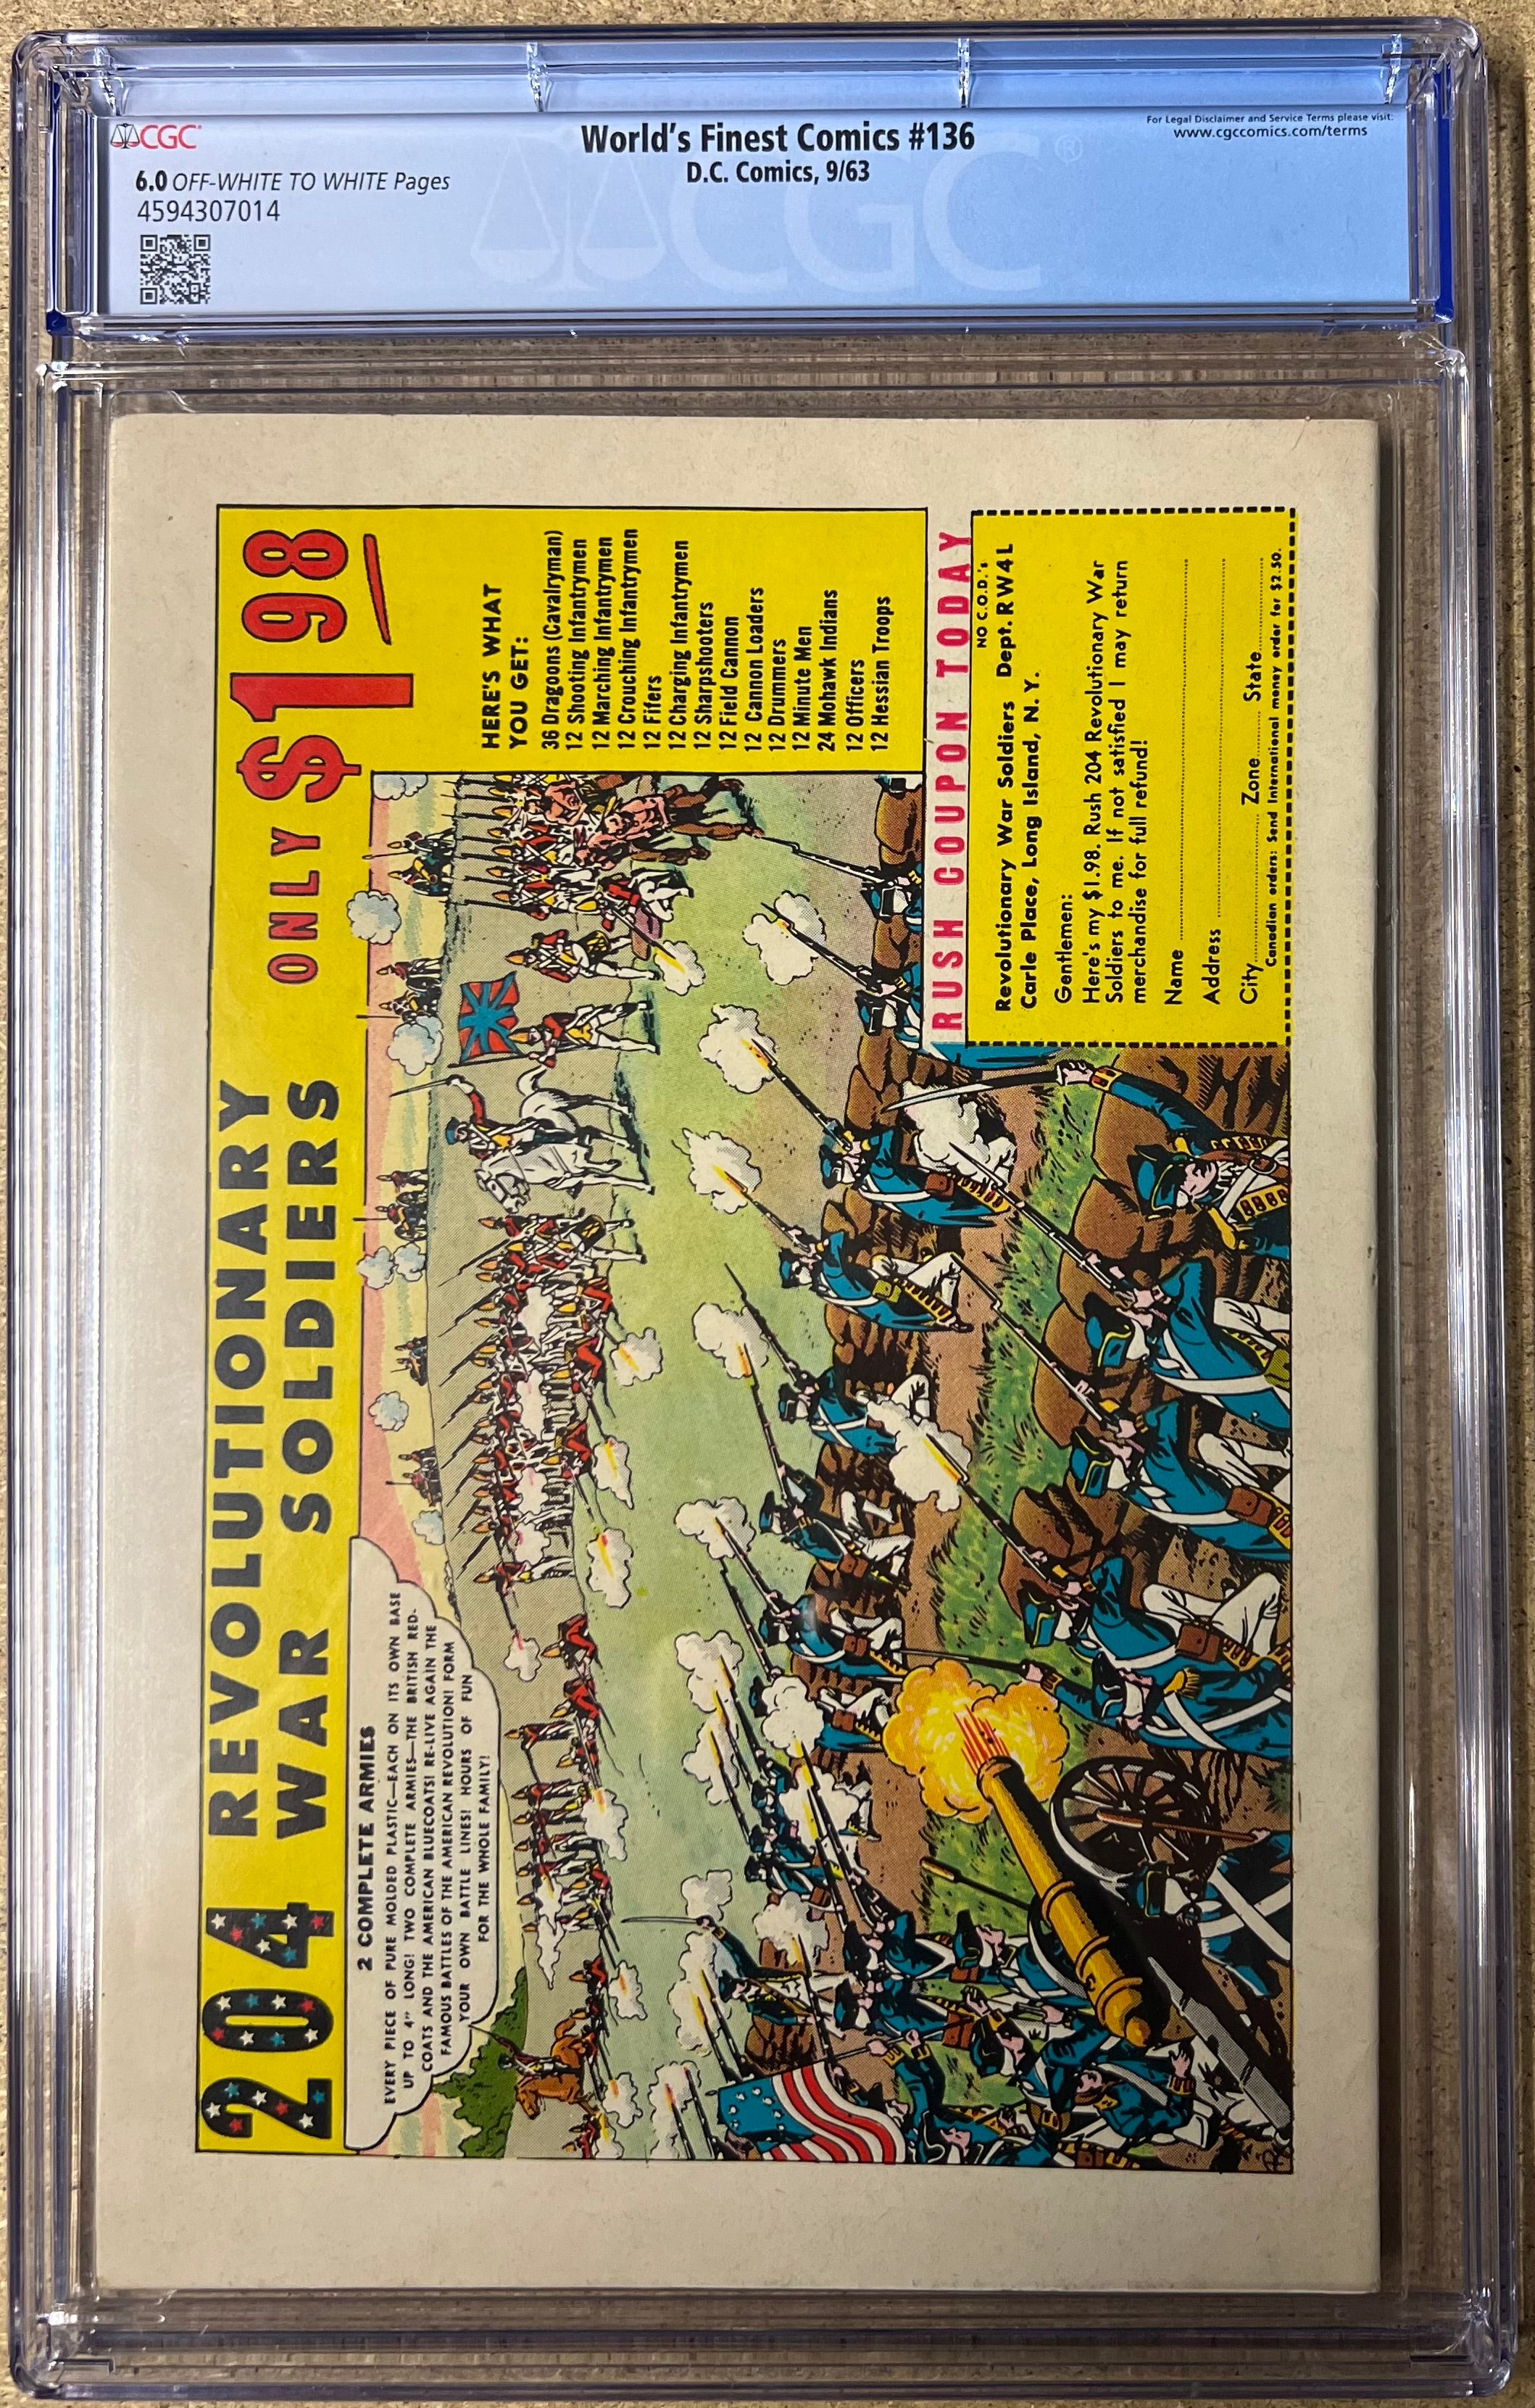 CGC
World's Finest Comics #136
D.C. Comics, 9/63
For Legal Disclaimer and Service Terms please visit:
www.cgccomics.com/terms
6.0 OFF-WHITE TO WHITE Pages
4594307014
CGC®
204 REVOLUTIONARY
WAR SOLDIERS ONLY $1.98
2 COMPLETE ARMIES
EVERY PIECE OF PURE MOLDED PLASTIC—EACH ON ITS OWN BASE
UP TO 4" LONG! TWO COMPLETE ARMIES—THE BRITISH RED-
COATS AND THE AMERICAN BLUECOATS! RE-LIVE AGAIN THE
FAMOUS BATTLES OF THE AMERICAN REVOLUTION! FORM
YOUR OWN BATTLE LINES! HOURS OF FUN
FOR THE WHOLE FAMILY!
HERE'S WHAT
YOU GET:
36 Dragoons (Cavalryman)
12 Shooting Infantrymen
12 Marching Infantrymen
12 Crouching Infantrymen
12 Fifers
12 Charging Infantrymen
12 Sharpshooters
12 Field Cannon
12 Cannon Loaders
12 Drummers
12 Minute Men
24 Mohawk Indians
12 Officers
12 Hessian Troops
RUSH COUPON TODAY
NO C.O.D.'s
Revolutionary War Soldiers Dept. RW4L
Carle Place, Long Island, N. Y.
Gentlemen:
Here's my $1.98. Rush 204 Revolutionary War
Soldiers to me. If not satisfied I may return
merchandise for full refund!
Name
Address
City Zone State
Canadian orders: Send International money order for $2.50.